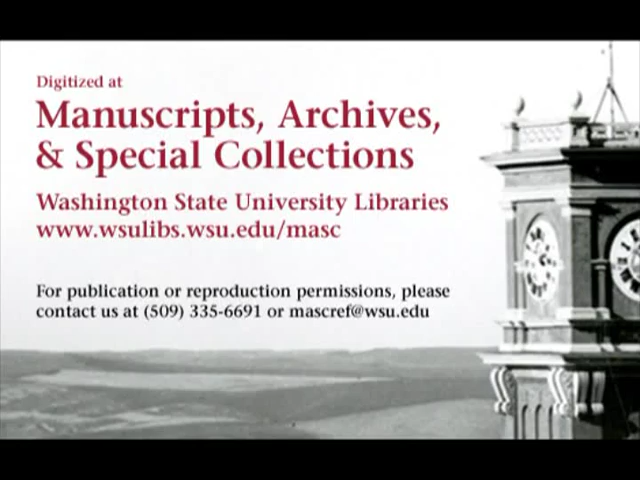 Digitized at
Manuscripts, Archives,
& Special Collections
Washington State University Libraries
www.wsulibs.wsu.edu/masc
For publication or reproduction permissions, please
contact us at (509) 335-6691 or mascref@wsu.edu